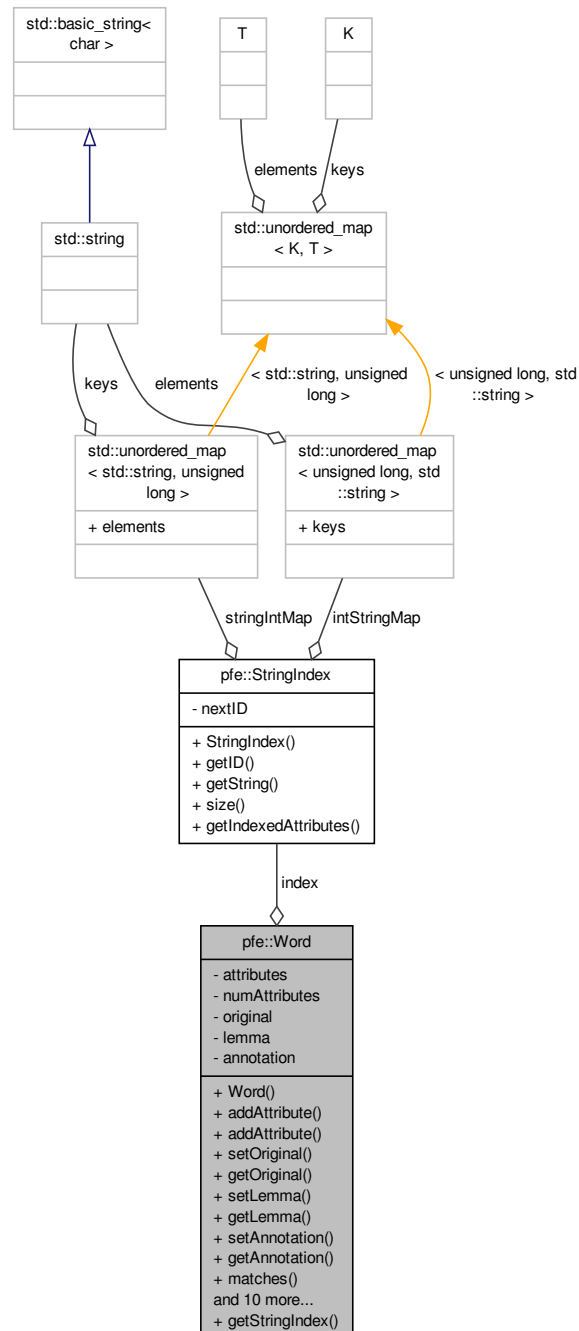 std::basic_string<
char >
T
K
elements
keys
std::string
std::unordered_map
< K, T >
keys
elements
< std::string, unsigned
long >
< unsigned long, std
::string >
std::unordered_map
< std::string, unsigned
long >
+ elements
std::unordered_map
< unsigned long, std
::string >
+ keys
stringIntMap
intStringMap
pfe::StringIndex
- nextID
+ StringIndex()
+ getID()
+ getString()
+ size()
+ getIndexedAttributes()
index
pfe::Word
- attributes
- numAttributes
- original
- lemma
- annotation
+ Word()
+ addAttribute()
+ addAttribute()
+ setOriginal()
+ getOriginal()
+ setLemma()
+ getLemma()
+ setAnnotation()
+ getAnnotation()
+ matches()
and 10 more...
+ getStringIndex()